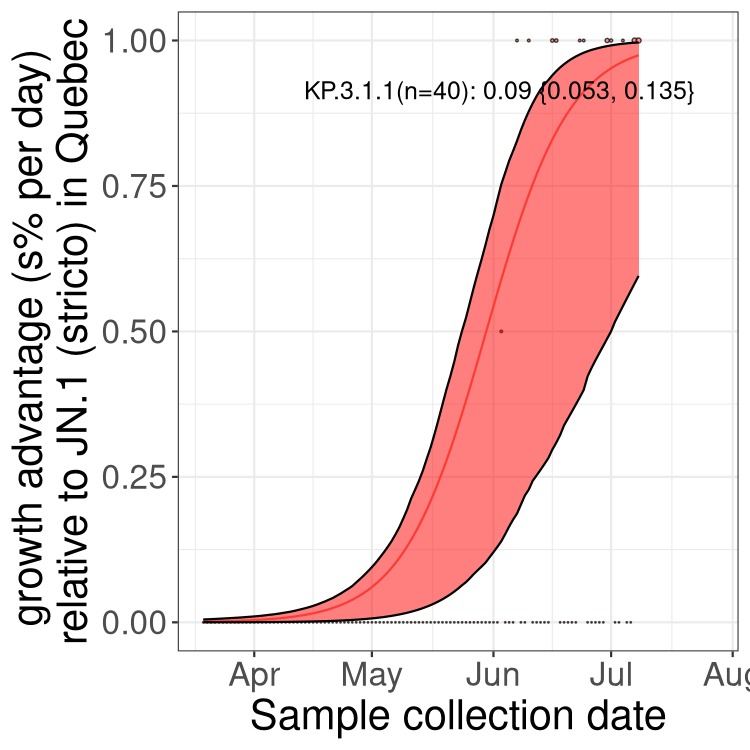 growth advantage (s% per day)
relative to JN.1 (stricto) in Quebec
1.00
0.75
0.50
0.25
0.00
KP.3.1.1(n=40): 0.09 {0.053, 0.135}
Apr May Jun Jul Aug
Sample collection date